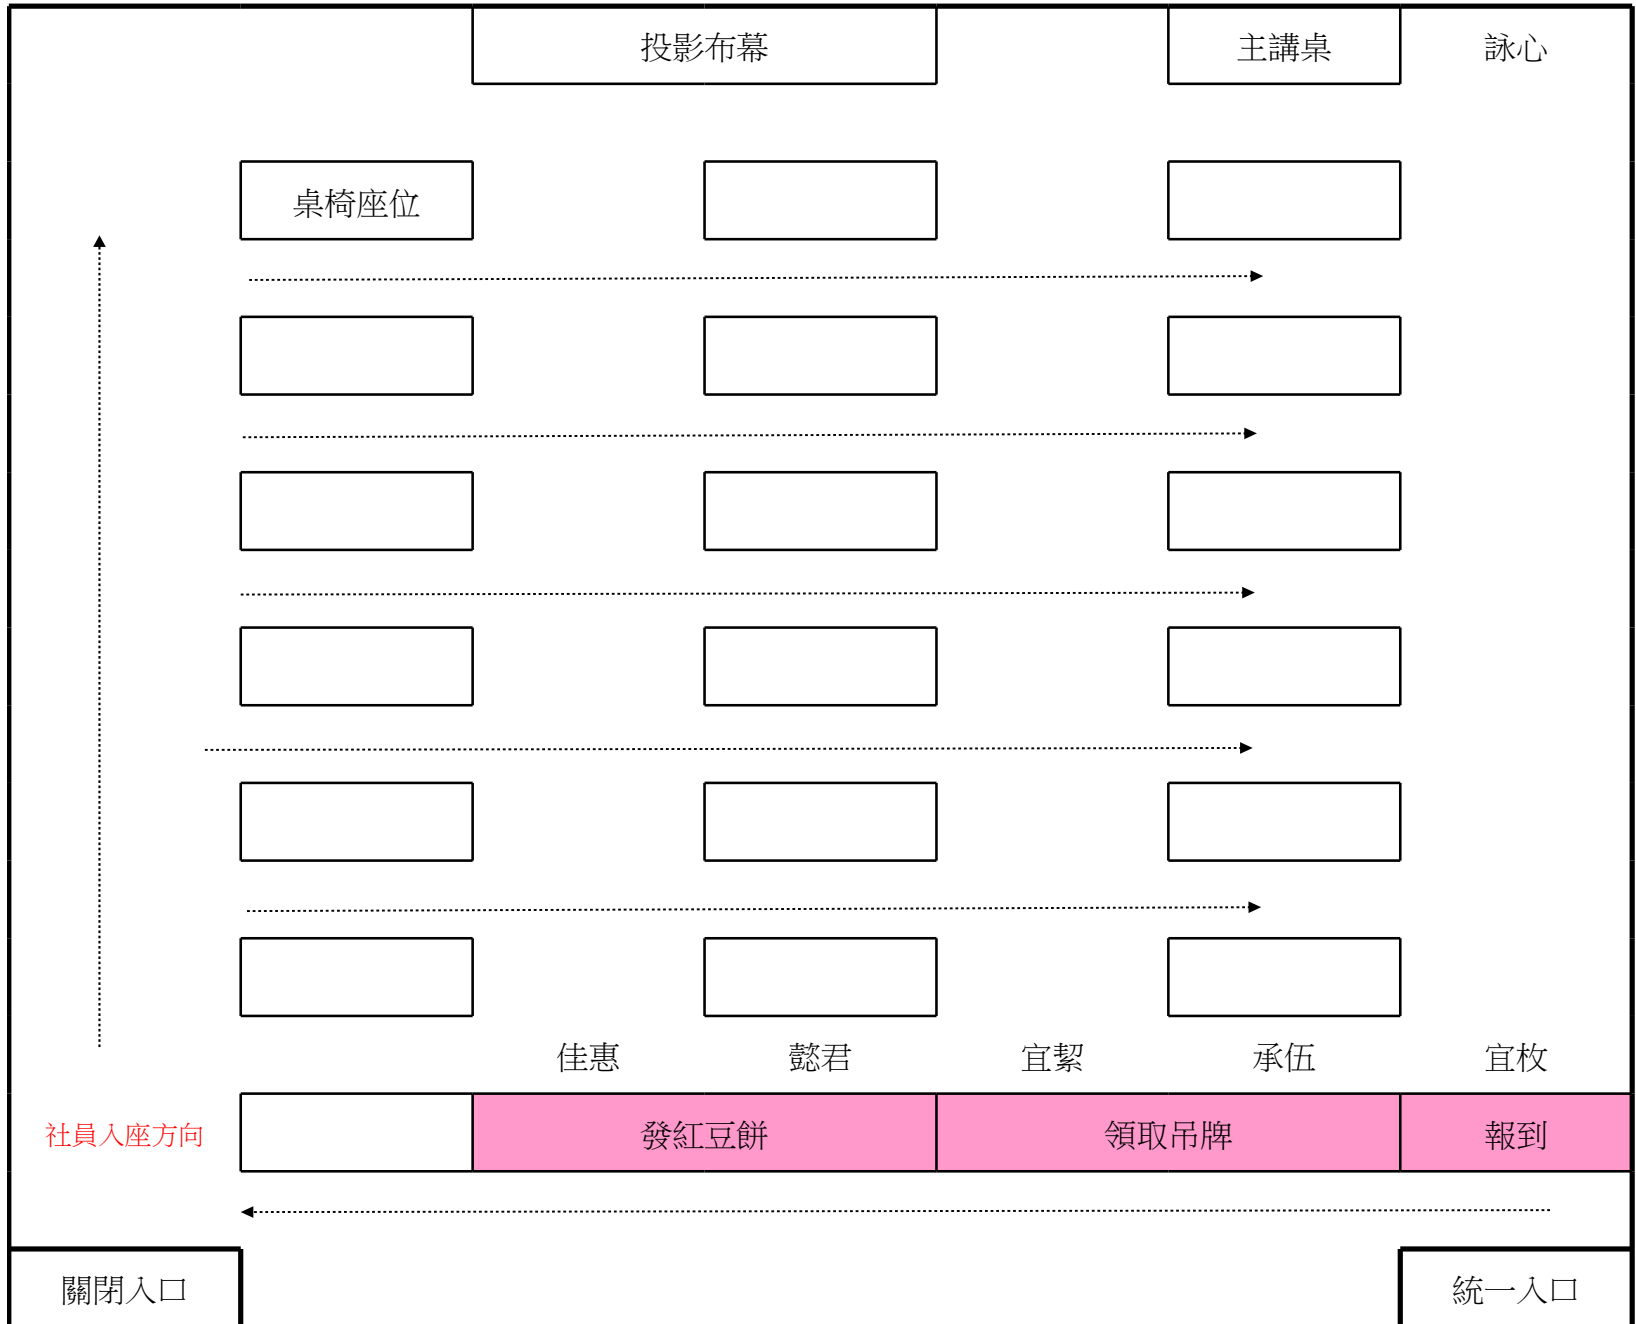 投影布幕
主講桌
詠心
桌椅座位
佳惠
懿君
宜絜
承伍
宜枚
社員入座方向
發紅豆餅
領取吊牌
報到
關閉入口
統一入口